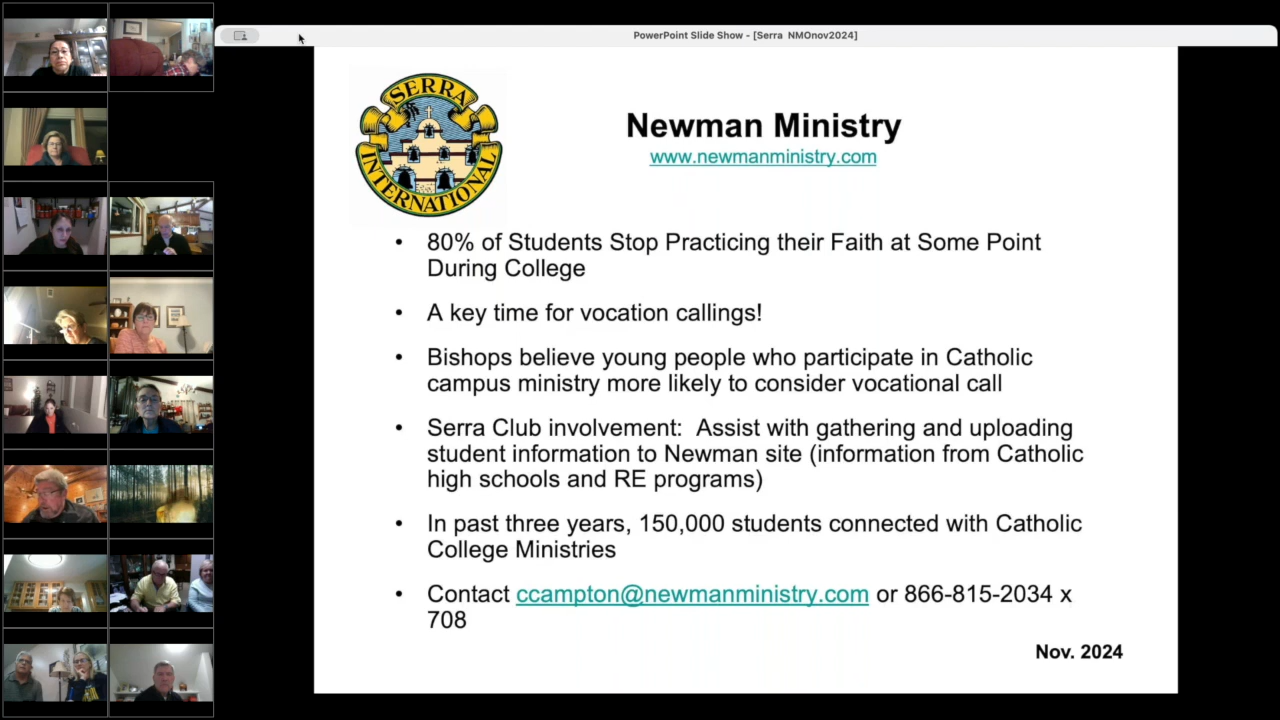 PowerPoint Slide Show - [Serra NMOnov2024]
SERRA
INTERNATIONAL
Newman Ministry
www.newmanministry.com
• 80% of Students Stop Practicing their Faith at Some Point
During College
• A key time for vocation callings!
• Bishops believe young people who participate in Catholic
campus ministry more likely to consider vocational call
• Serra Club involvement: Assist with gathering and uploading
student information to Newman site (information from Catholic
high schools and RE programs)
• In past three years, 150,000 students connected with Catholic
College Ministries
• Contact ccampton@newmanministry.com or 866-815-2034 x
708
Nov. 2024